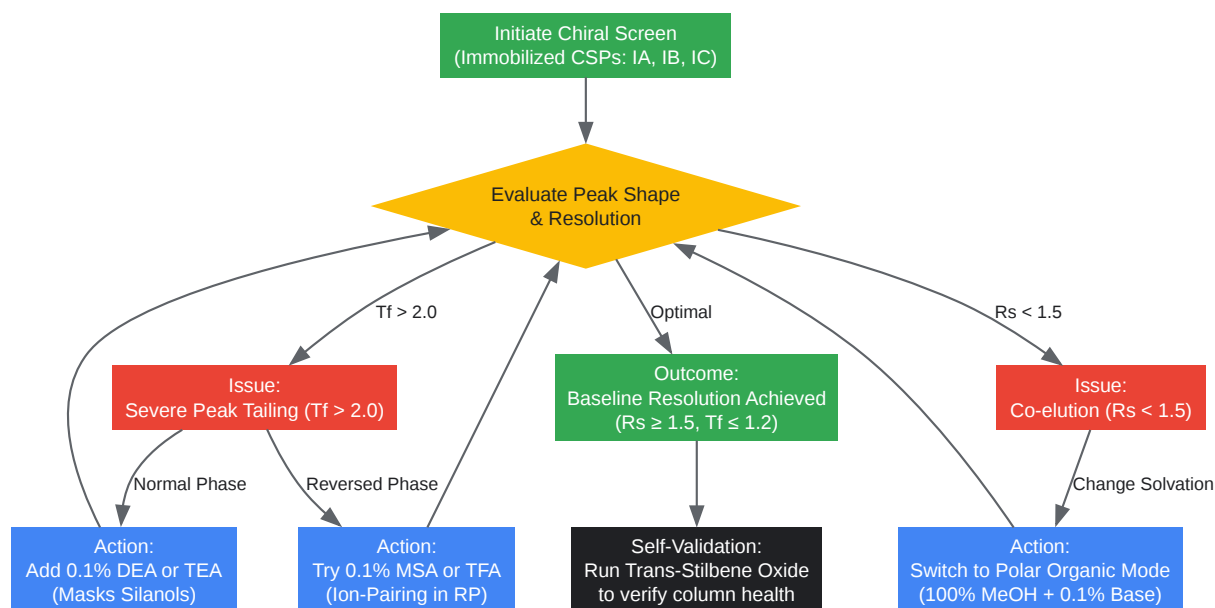 Initiate Chiral Screen
(Immobilized CSPs: IA, IB, IC)
Evaluate Peak Shape
& Resolution
Tf > 2.0
Optimal
Rs < 1.5
Issue:
Severe Peak Tailing (Tf > 2.0)
Outcome:
Baseline Resolution Achieved
(Rs ≥ 1.5, Tf ≤ 1.2)
Issue:
Co-elution (Rs < 1.5)
Normal Phase
Reversed Phase
Change Solvation
Action:
Add 0.1% DEA or TEA
(Masks Silanols)
Action:
Try 0.1% MSA or TFA
(Ion-Pairing in RP)
Self-Validation:
Run Trans-Stilbene Oxide
to verify column health
Action:
Switch to Polar Organic Mode
(100% MeOH + 0.1% Base)